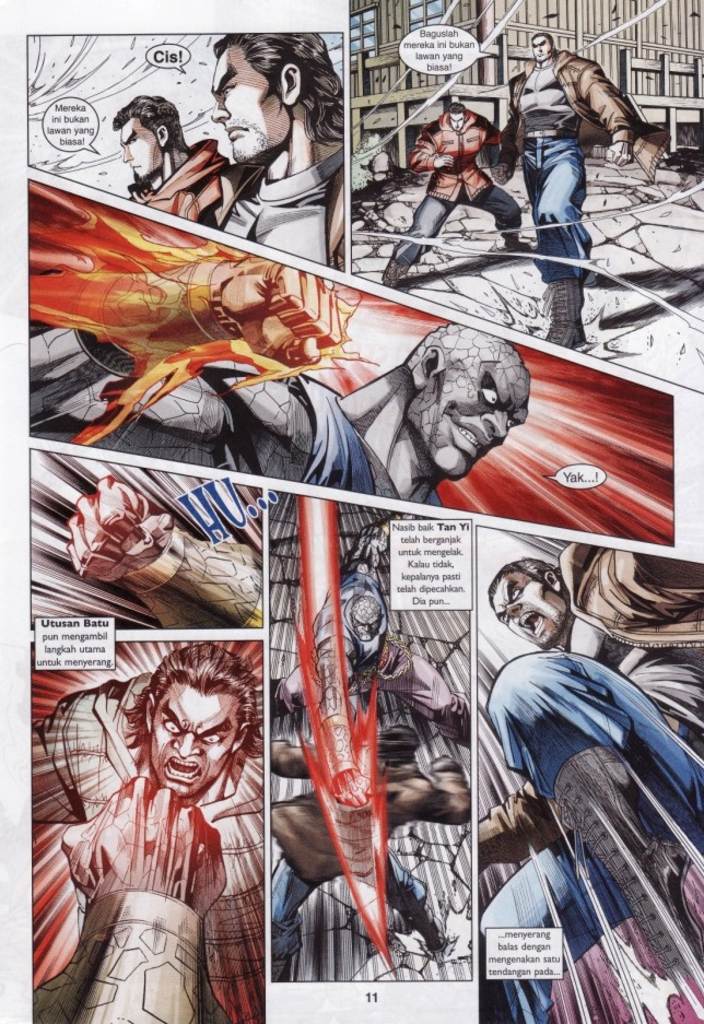 Cis!
Mereka
ini bukan
lawan yang
biasa!
Baguslah
mereka ini bukan
lawan yang
biasa!
Yak...!
HU...
Utusan Batu
pun mengambil
langkah utama
untuk menyerang.
Nasib baik Tan Yi
telah berganjak
untuk mengelak.
Kalau tidak,
kepalanya pasti
telah dipecahkan.
Dia pun...
...menyerang
balas dengan
mengenakan satu
tendangan pada...
11